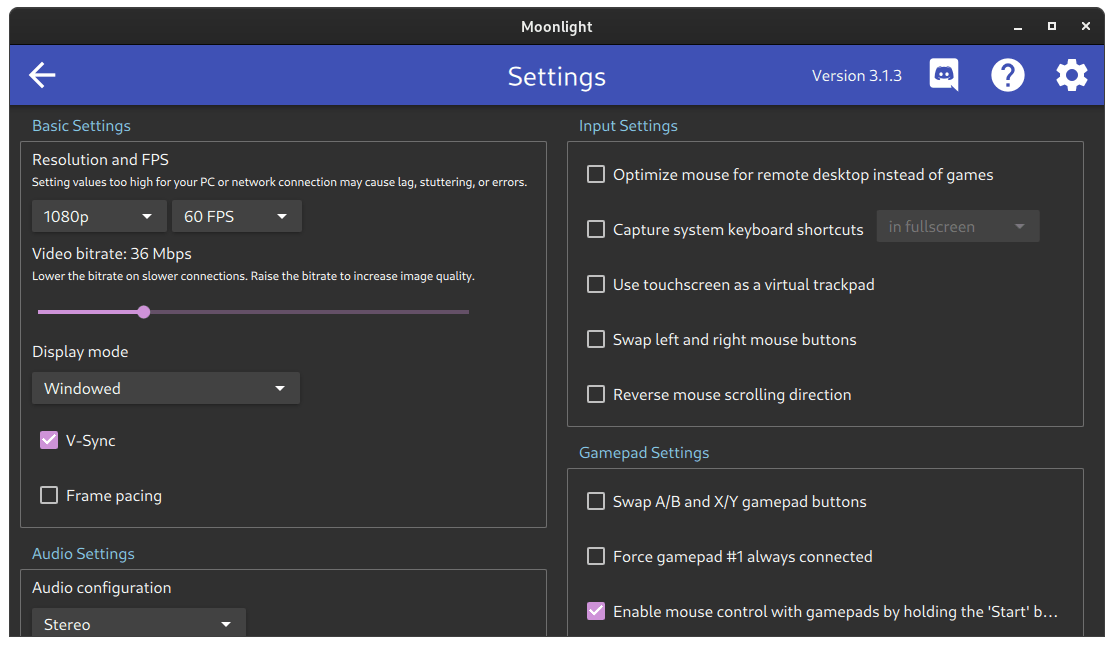 Moonlight
Settings
Version 3.1.3
Basic Settings
Resolution and FPS
Setting values too high for your PC or network connection may cause lag, stuttering, or errors.
1080p
60 FPS
Video bitrate: 36 Mbps
Lower the bitrate on slower connections. Raise the bitrate to increase image quality.
Display mode
Windowed
V-Sync
Frame pacing
Audio Settings
Audio configuration
Stereo
Input Settings
Optimize mouse for remote desktop instead of games
Capture system keyboard shortcuts
in fullscreen
Use touchscreen as a virtual trackpad
Swap left and right mouse buttons
Reverse mouse scrolling direction
Gamepad Settings
Swap A/B and X/Y gamepad buttons
Force gamepad #1 always connected
Enable mouse control with gamepads by holding the 'Start' b…